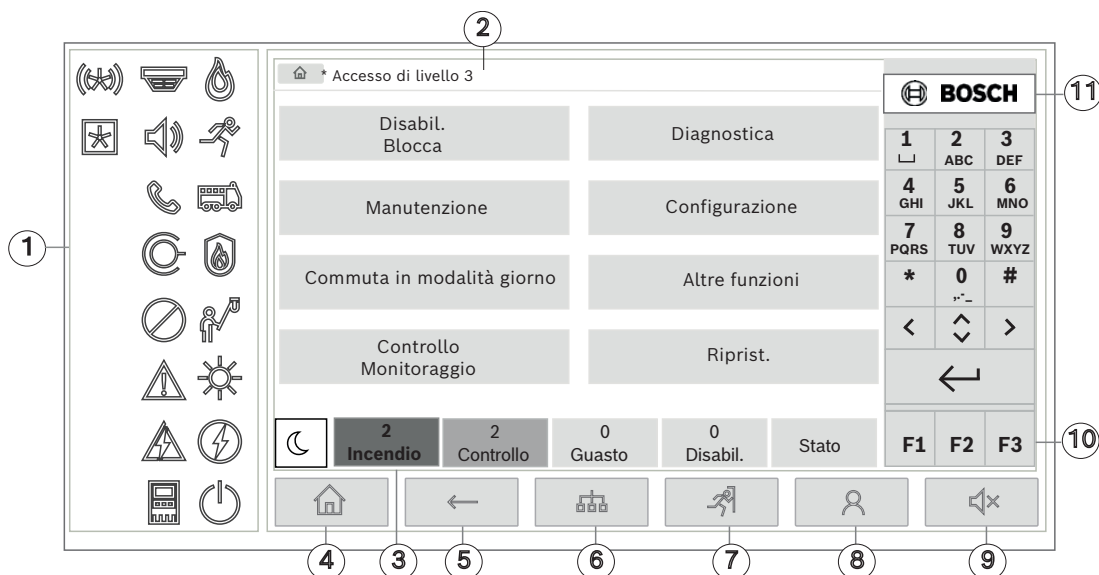 2
* Accesso di livello 3
BOSCH
11
Disabil.
Blocca
Diagnostica
Manutenzione
Configurazione
Commuta in modalità giorno
Altre funzioni
Controllo
Monitoraggio
Riprist.
1
1 2 3
ABC DEF
4 5 6
GHI JKL MNO
7 8 9
PQRS TUV WXYZ
* 0 #
,.-_
< >
2
Incendio
2
Controllo
0
Guasto
0
Disabil.
Stato
F1 F2 F3
10
4 3 5 6 7 8 9